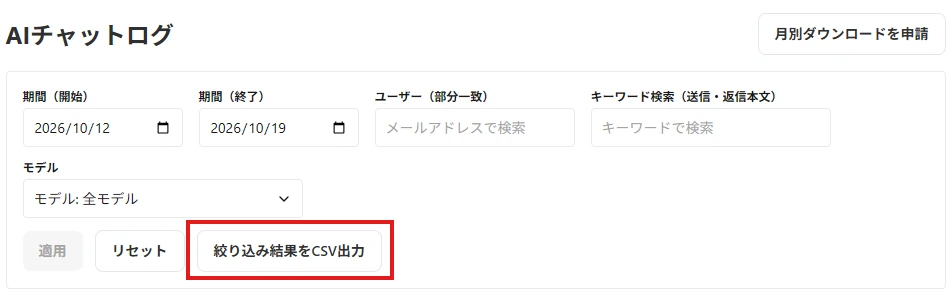 AIチャットログ
月別ダウンロードを申請
期間（開始）
期間（終了）
ユーザー（部分一致）
キーワード検索（送信・返信本文）
2026/10/12
2026/10/19
メールアドレスで検索
キーワードで検索
モデル
モデル: 全モデル
適用
リセット
絞り込み結果をCSV出力